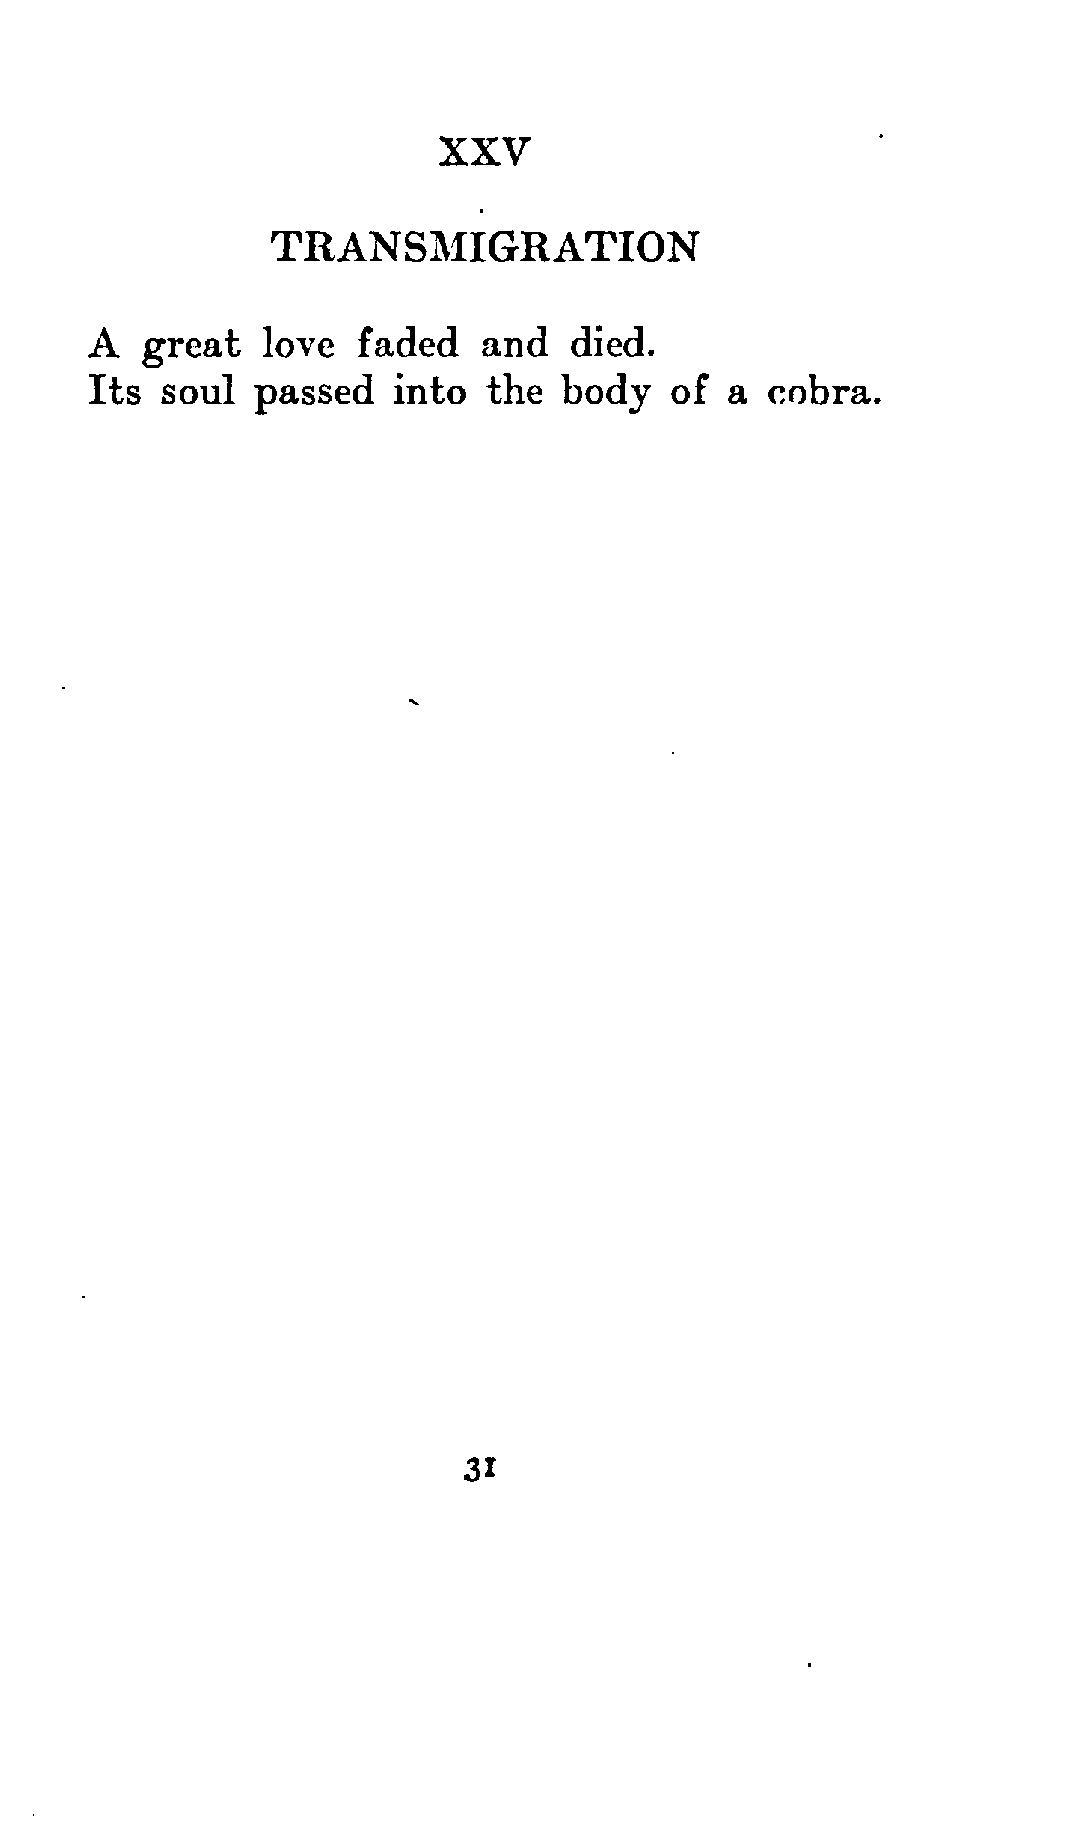 XXV
TRANSMIGRATION
A great love faded and died.
Its soul passed into the body of a cobra.
31